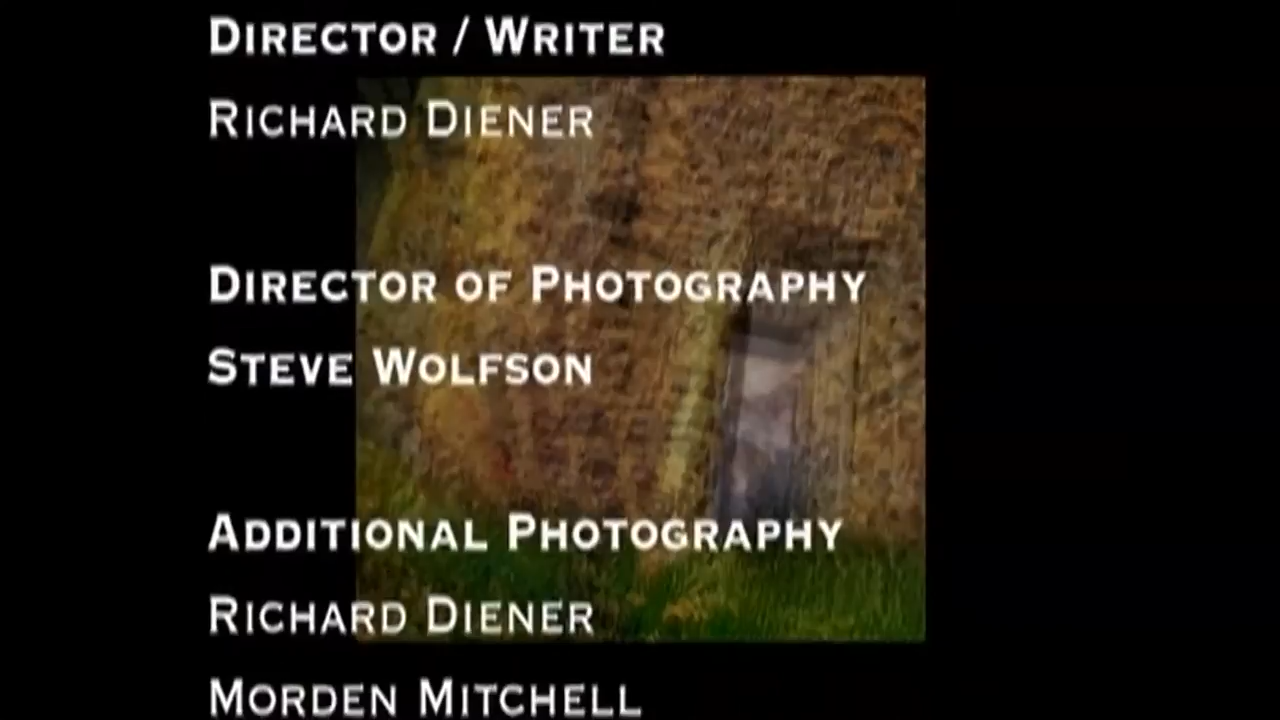 DIRECTOR / WRITER
RICHARD DIENER
DIRECTOR OF PHOTOGRAPHY
STEVE WOLFSON
ADDITIONAL PHOTOGRAPHY
RICHARD DIENER
MORDEN MITCHELL